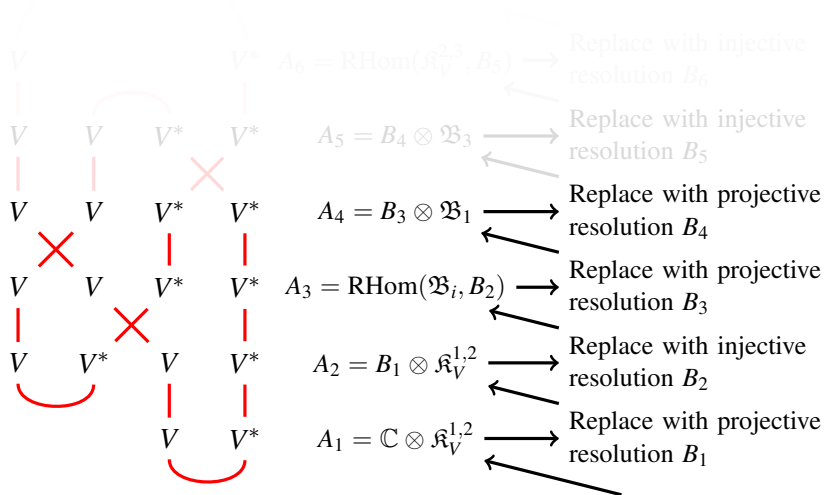 V V* A_6 = RHom(𝔎_V^{2,3}, B_5) Replace with injective
resolution B_6
V V V* V* A_5 = B_4 ⊗ 𝔅_3 Replace with injective
resolution B_5
V V V* V* A_4 = B_3 ⊗ 𝔅_1 Replace with projective
resolution B_4
V V V* V* A_3 = RHom(𝔅_i, B_2) Replace with projective
resolution B_3
V V* V V* A_2 = B_1 ⊗ 𝔎_V^{1,2} Replace with injective
resolution B_2
V V* A_1 = ℂ ⊗ 𝔎_V^{1,2} Replace with projective
resolution B_1